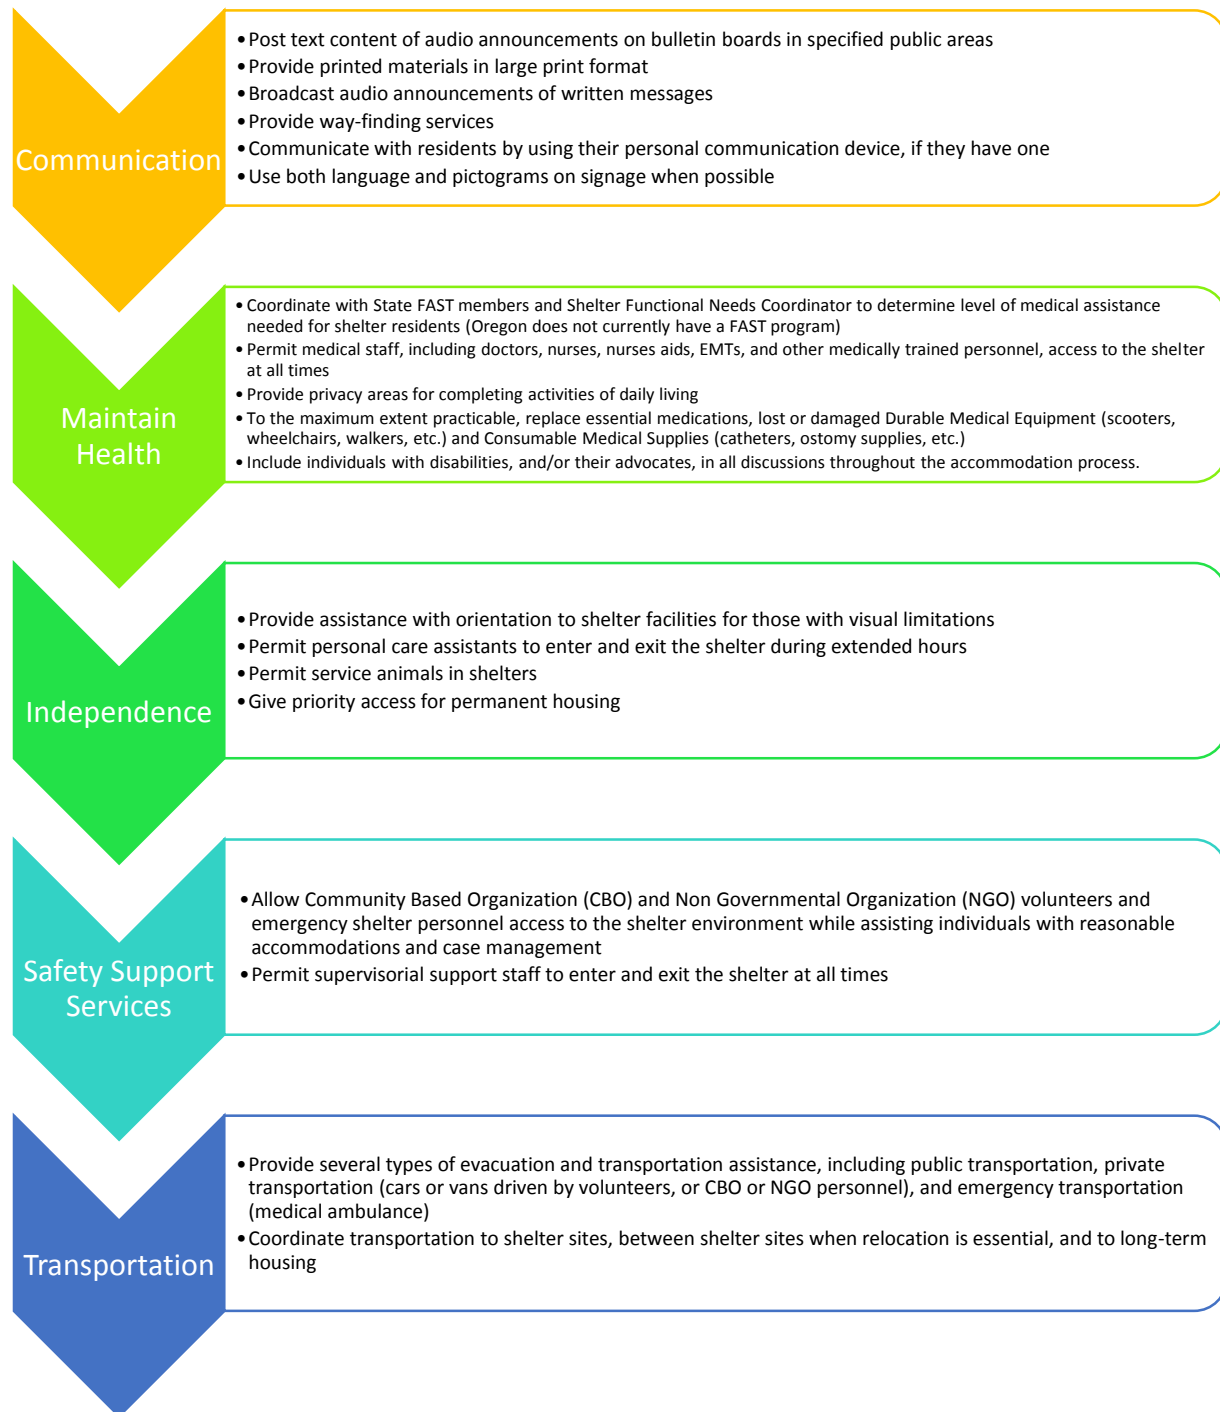 Communication
•Post text content of audio announcements on bulletin boards in specified public areas
•Provide printed materials in large print format
•Broadcast audio announcements of written messages
•Provide way-finding services
•Communicate with residents by using their personal communication device, if they have one
•Use both language and pictograms on signage when possible
Maintain
Health
•Coordinate with State FAST members and Shelter Functional Needs Coordinator to determine level of medical assistance
needed for shelter residents (Oregon does not currently have a FAST program)
•Permit medical staff, including doctors, nurses, nurses aids, EMTs, and other medically trained personnel, access to the shelter
at all times
•Provide privacy areas for completing activities of daily living
•To the maximum extent practicable, replace essential medications, lost or damaged Durable Medical Equipment (scooters,
wheelchairs, walkers, etc.) and Consumable Medical Supplies (catheters, ostomy supplies, etc.)
•Include individuals with disabilities, and/or their advocates, in all discussions throughout the accommodation process.
Independence
•Provide assistance with orientation to shelter facilities for those with visual limitations
•Permit personal care assistants to enter and exit the shelter during extended hours
•Permit service animals in shelters
•Give priority access for permanent housing
Safety Support
Services
•Allow Community Based Organization (CBO) and Non Governmental Organization (NGO) volunteers and
emergency shelter personnel access to the shelter environment while assisting individuals with reasonable
accommodations and case management
•Permit supervisorial support staff to enter and exit the shelter at all times
Transportation
•Provide several types of evacuation and transportation assistance, including public transportation, private
transportation (cars or vans driven by volunteers, or CBO or NGO personnel), and emergency transportation
(medical ambulance)
•Coordinate transportation to shelter sites, between shelter sites when relocation is essential, and to long-term
housing